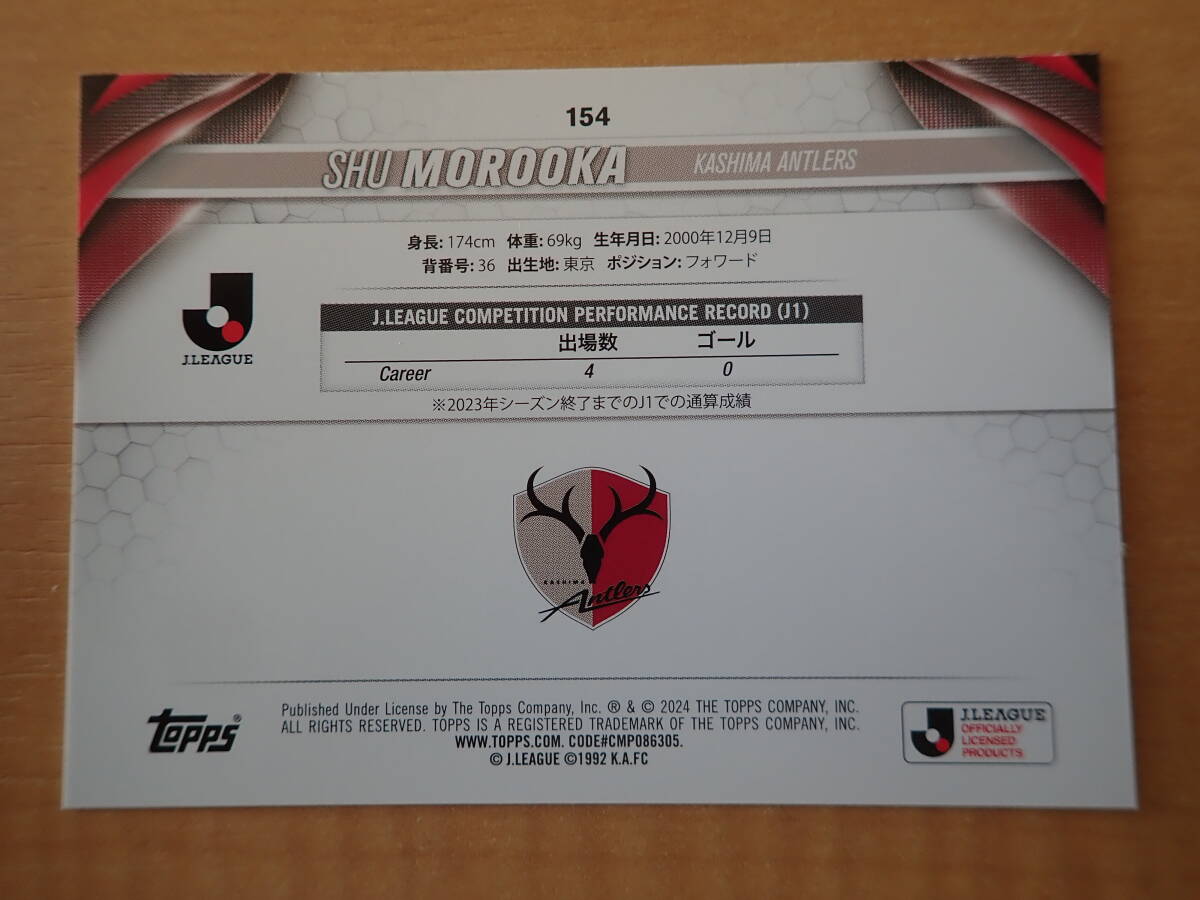 154
SHU MOROOKA KASHIMA ANTLERS
身長: 174cm 体重: 69kg 生年月日: 2000年12月9日
背番号: 36 出生地: 東京 ポジション: フォワード
J.LEAGUE
J.LEAGUE COMPETITION PERFORMANCE RECORD (J1)
出場数 ゴール
Career 4 0
※2023年シーズン終了までのJ1での通算成績
KASHIMA
Antlers
topps®
Published Under License by The Topps Company, Inc. ® & © 2024 THE TOPPS COMPANY, INC.
ALL RIGHTS RESERVED. TOPPS IS A REGISTERED TRADEMARK OF THE TOPPS COMPANY, INC.
WWW.TOPPS.COM. CODE#CMP086305.
© J.LEAGUE ©1992 K.A.FC
J.LEAGUE
OFFICIALLY
LICENSED
PRODUCTS